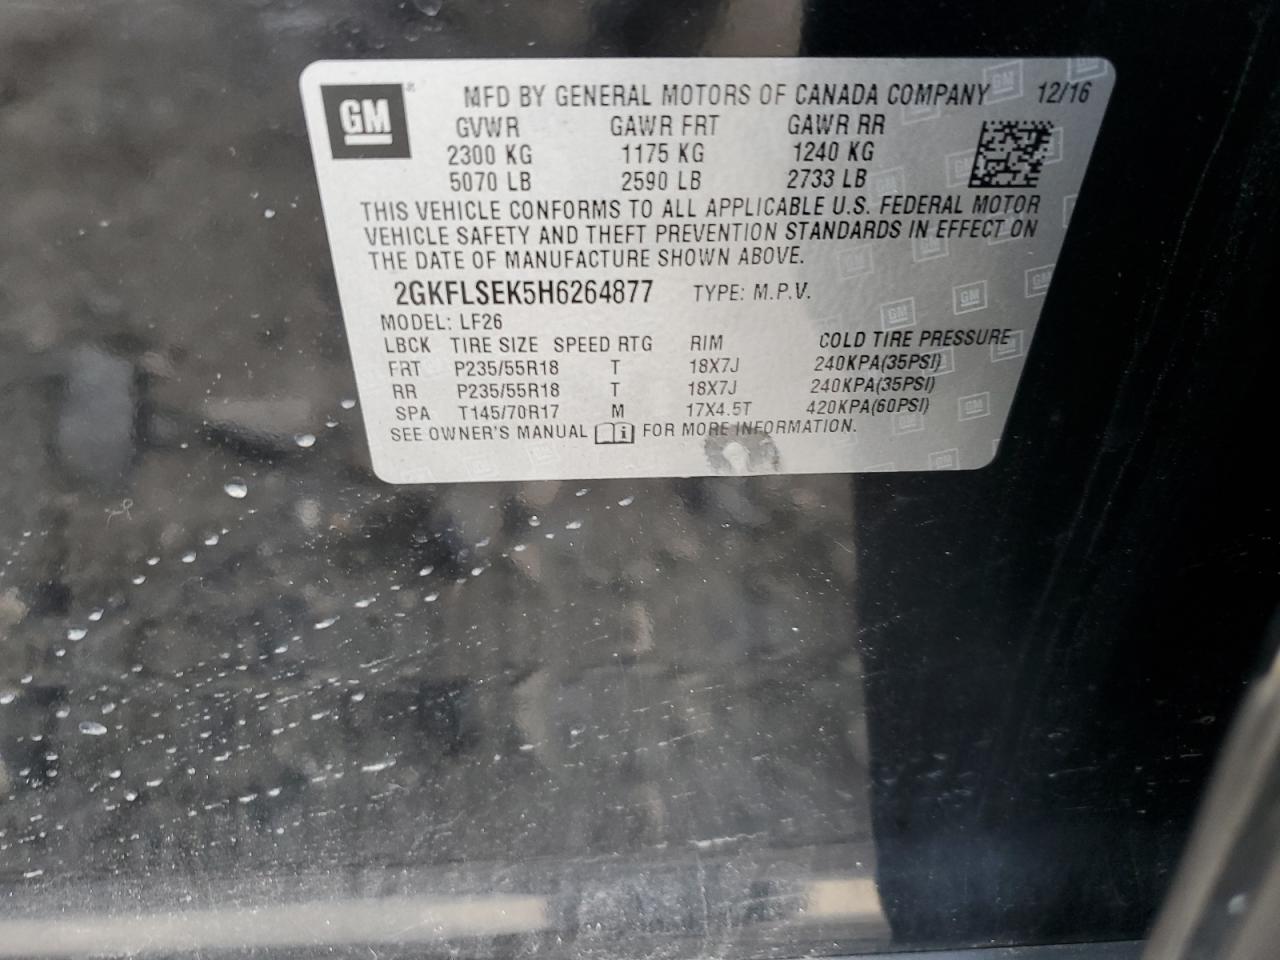 GM® MFD BY GENERAL MOTORS OF CANADA COMPANY 12/16
GVWR GAWR FRT GAWR RR
2300 KG 1175 KG 1240 KG
5070 LB 2590 LB 2733 LB
THIS VEHICLE CONFORMS TO ALL APPLICABLE U.S. FEDERAL MOTOR
VEHICLE SAFETY AND THEFT PREVENTION STANDARDS IN EFFECT ON
THE DATE OF MANUFACTURE SHOWN ABOVE.
2GKFLSEK5H6264877 TYPE: M.P.V.
MODEL: LF26
LBCK TIRE SIZE SPEED RTG RIM COLD TIRE PRESSURE
FRT P235/55R18 T 18X7J 240KPA(35PSI)
RR P235/55R18 T 18X7J 240KPA(35PSI)
SPA T145/70R17 M 17X4.5T 420KPA(60PSI)
SEE OWNER'S MANUAL FOR MORE INFORMATION.